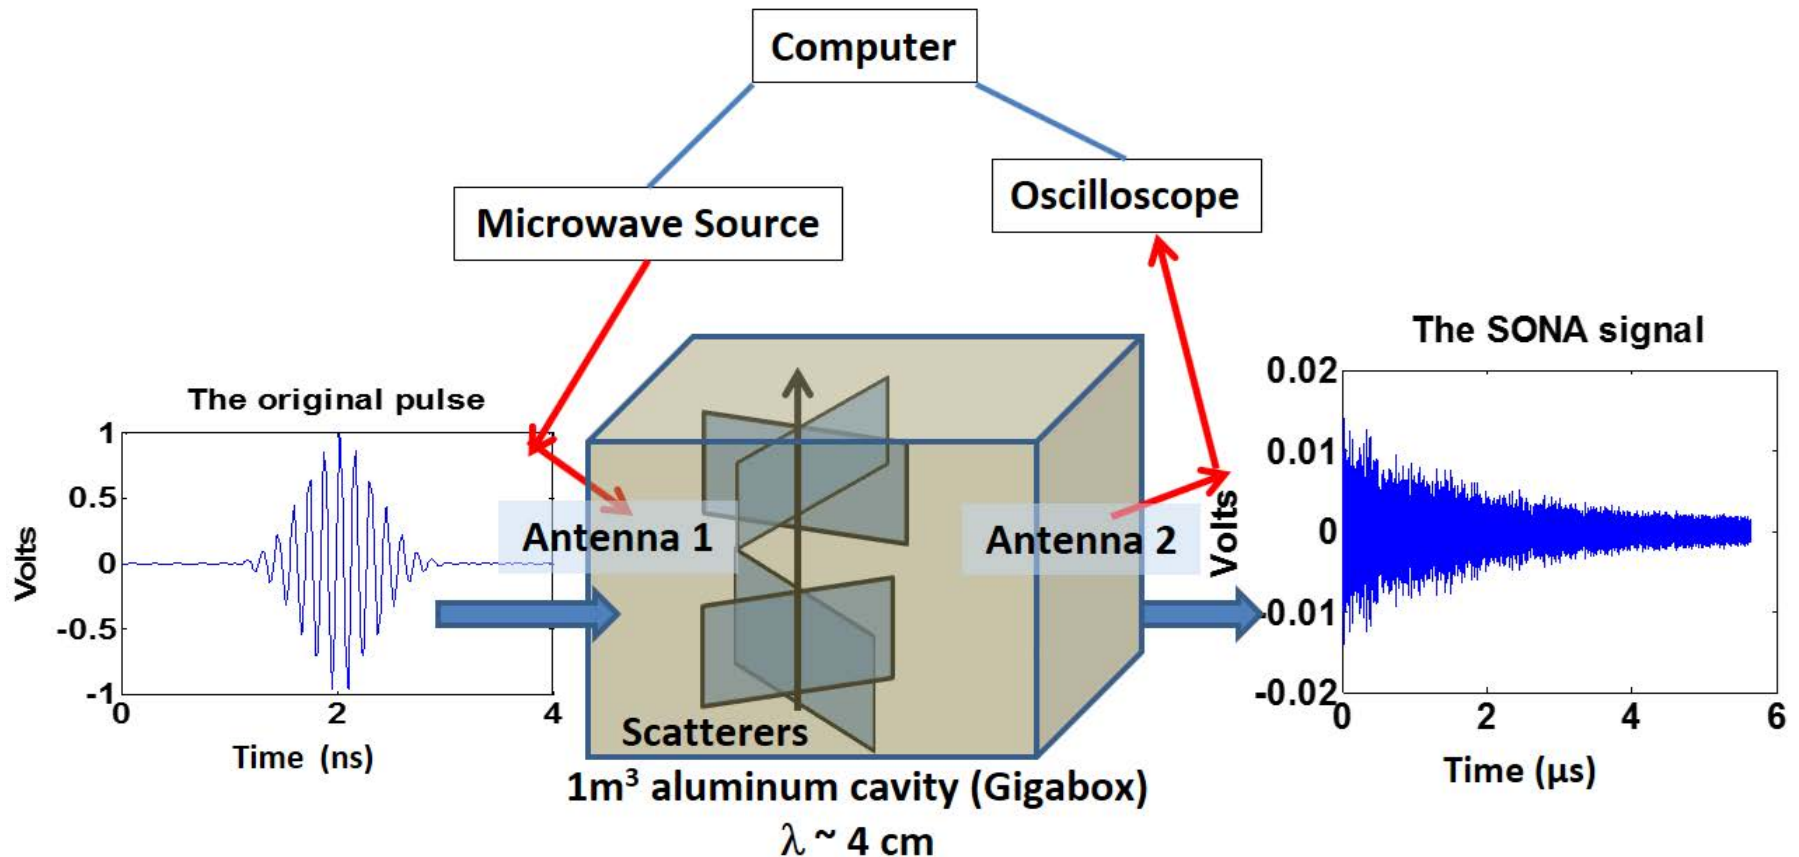 Computer
Microwave Source
Oscilloscope
The original pulse
1
0.5
0
-0.5
-1
0
2
4
Volts
Time (ns)
Antenna 1
Antenna 2
Scatterers
1m³ aluminum cavity (Gigabox)
λ ~ 4 cm
The SONA signal
0.02
0.01
0
-0.01
-0.02
0
2
4
6
Volts
Time (μs)